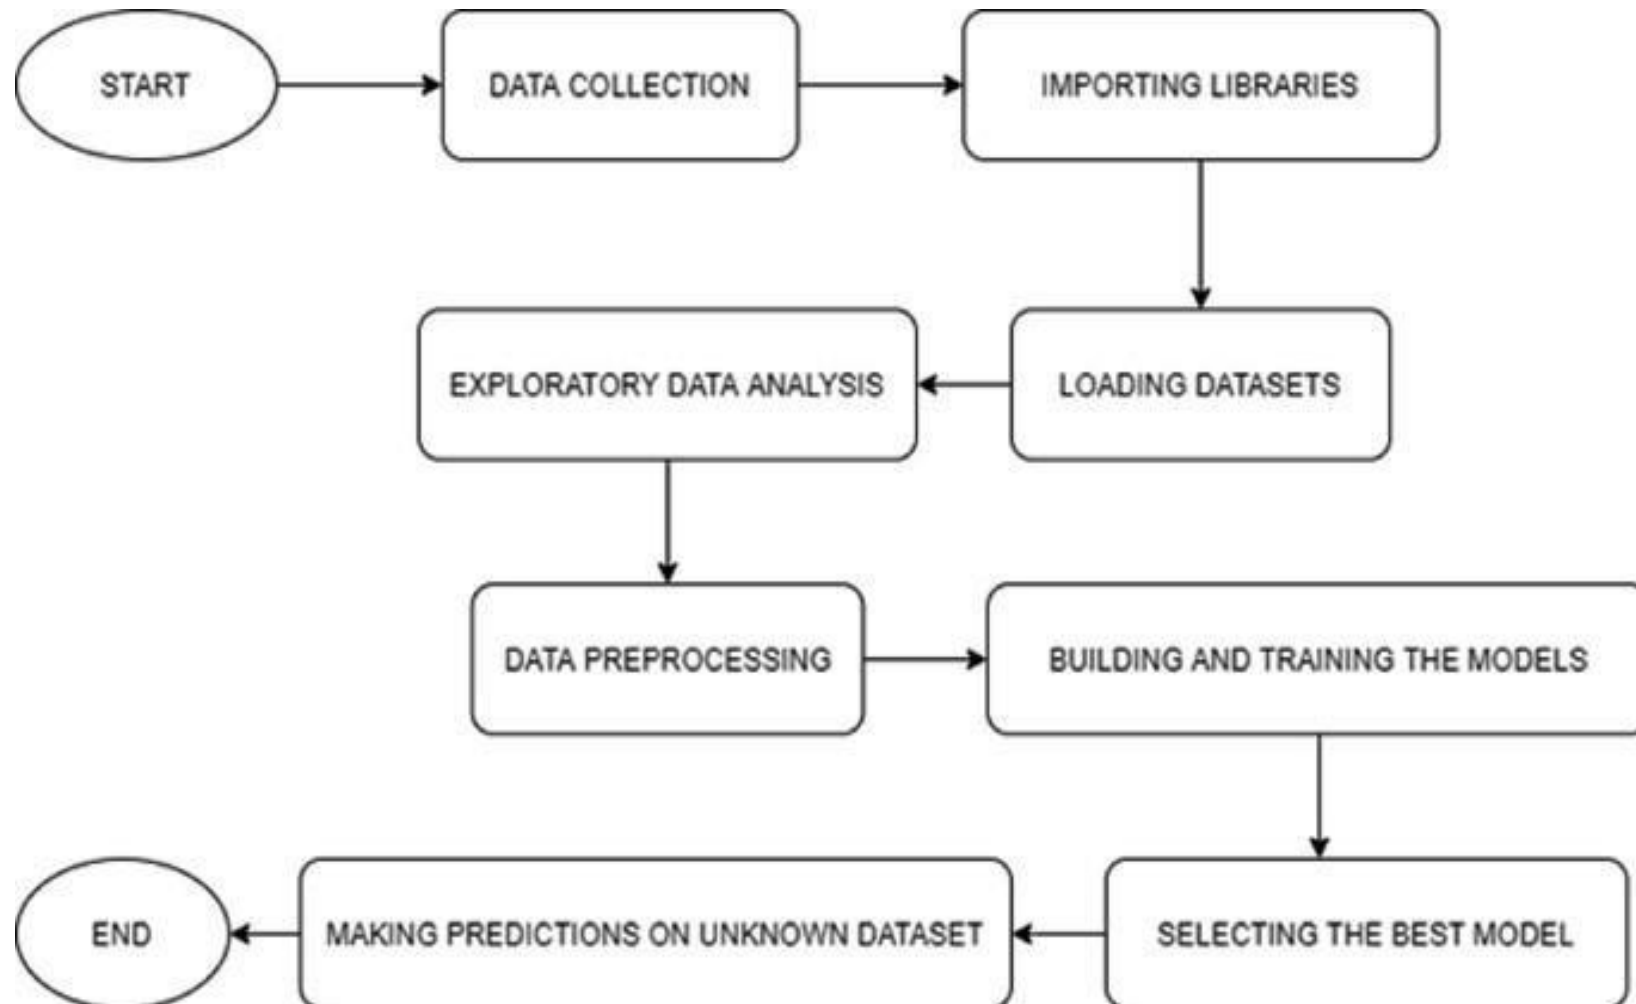 START
DATA COLLECTION
IMPORTING LIBRARIES
LOADING DATASETS
EXPLORATORY DATA ANALYSIS
DATA PREPROCESSING
BUILDING AND TRAINING THE MODELS
SELECTING THE BEST MODEL
MAKING PREDICTIONS ON UNKNOWN DATASET
END